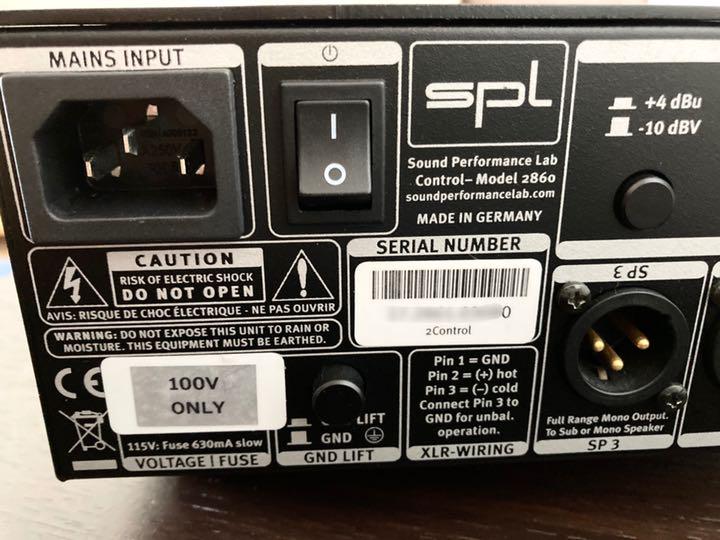 MAINS INPUT
spl
Sound Performance Lab
Control– Model 2860
soundperformancelab.com
MADE IN GERMANY
+4 dBu
-10 dBV
CAUTION
RISK OF ELECTRIC SHOCK
DO NOT OPEN
AVIS: RISQUE DE CHOC ÉLECTRIQUE - NE PAS OUVRIR
WARNING: DO NOT EXPOSE THIS UNIT TO RAIN OR
MOISTURE. THIS EQUIPMENT MUST BE EARTHED.
SERIAL NUMBER
0
2Control
SP 3
CE
100V
ONLY
115V: Fuse 630mA slow
VOLTAGE | FUSE
LIFT
GND
GND LIFT
Pin 1 = GND
Pin 2 = (+) hot
Pin 3 = (–) cold
Connect Pin 3 to
GND for unbal.
operation.
XLR-WIRING
Full Range Mono Output.
To Sub or Mono Speaker
SP 3